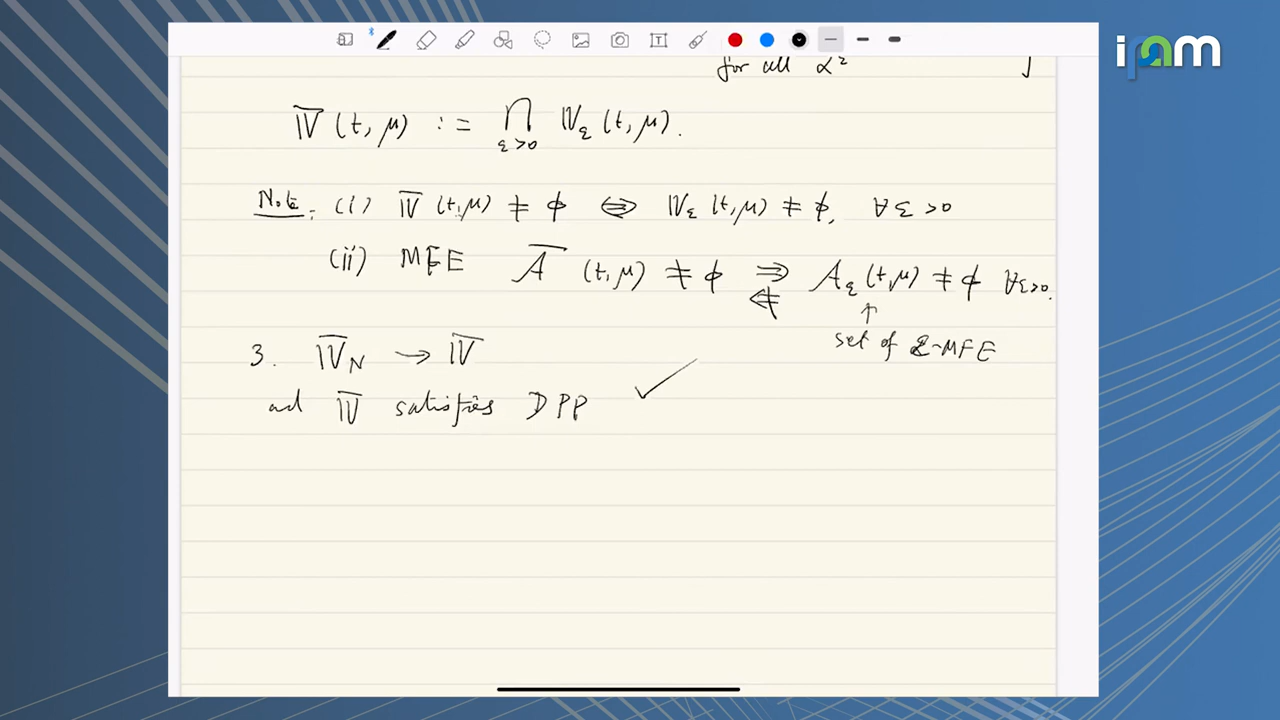 ipam
for all α²
𝕍̅(t, μ) := ∩_{ε>0} 𝕍_ε(t, μ).
Note: (i) 𝕍̅(t, μ) ≠ ϕ ⇔ 𝕍_ε(t, μ) ≠ ϕ, ∀ε >0
(ii) MFE 𝒜̅(t, μ) ≠ ϕ ⇒ 𝒜_ε(t, μ) ≠ ϕ ∀ε>0.
⇍ ↑
set of ε-MFE
3. 𝕍̅_N → 𝕍̅
ad 𝕍̅ satisfies DPP ✓